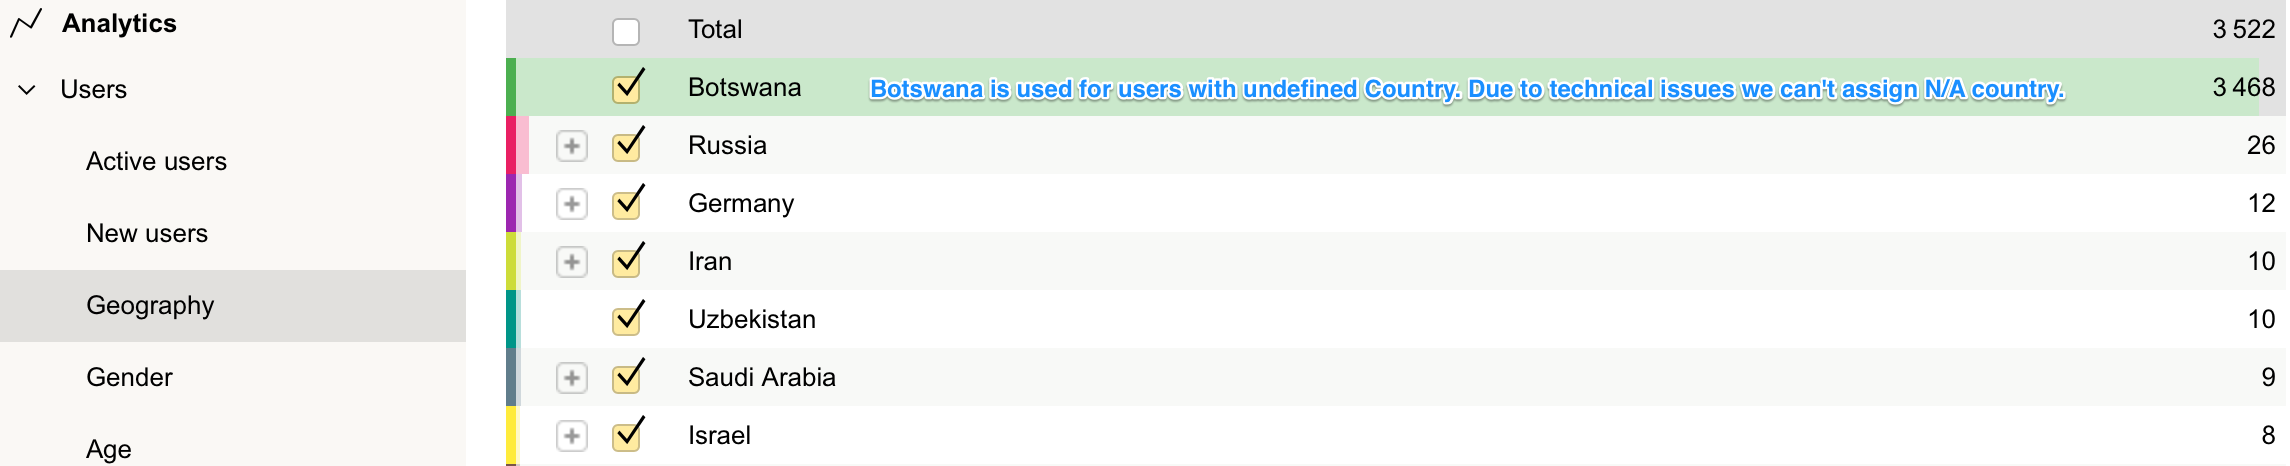 Analytics
Users
Active users
New users
Geography
Gender
Age
Total 3 522
Botswana Botswana is used for users with undefined Country. Due to technical issues we can't assign N/A country. 3 468
Russia 26
Germany 12
Iran 10
Uzbekistan 10
Saudi Arabia 9
Israel 8